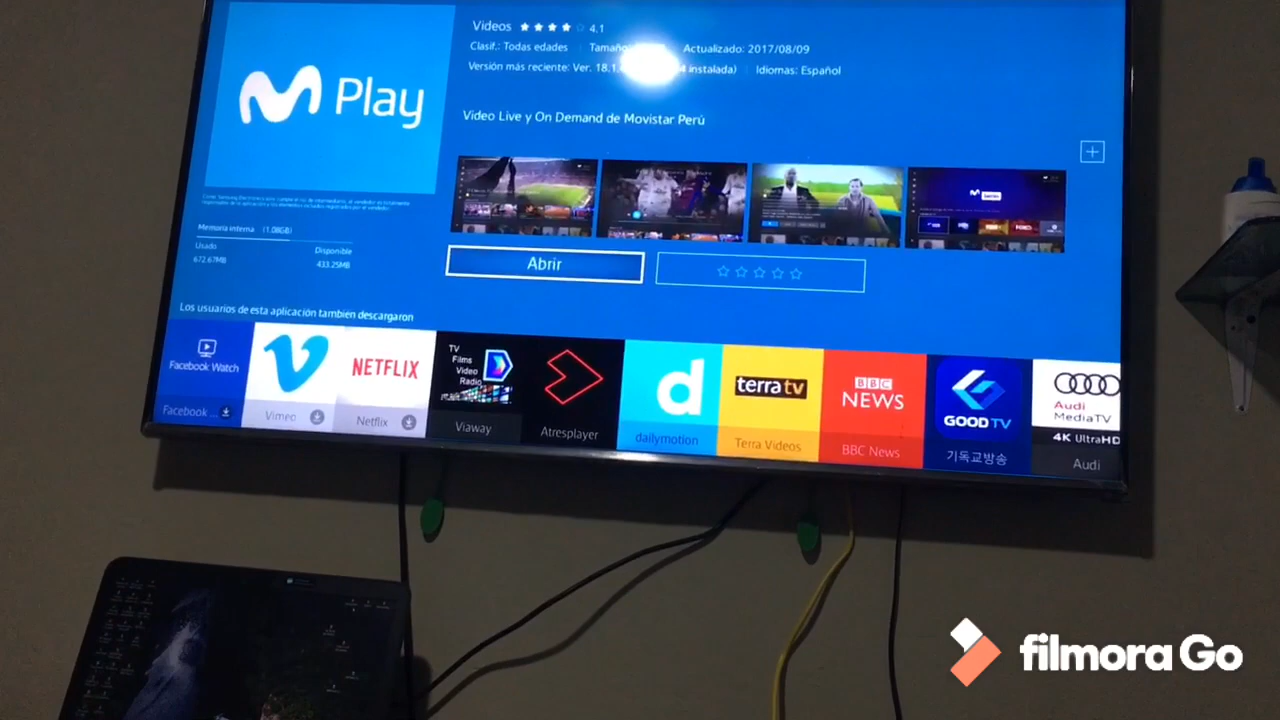 Play
Videos 4.1
Clasif.: Todas edades Tamaño Actualizado: 2017/08/09
Versión más reciente: Ver. 18.1 instalada) Idiomas: Español
Video Live y On Demand de Movistar Perú
Memoria interna (1.08GB)
Usado Disponible
672.67MB 433.25MB
Abrir
Los usuarios de esta aplicación también descargaron
Facebook Watch
Facebook ...
Vimeo
NETFLIX
Netflix
TV
Films
Video
Radio
Viaway
Atresplayer
d
dailymotion
terratv
Terra Videos
BBC
NEWS
BBC News
GOODTV
기독교방송
Audi
MediaTV
4K UltraHD
Audi
filmora Go